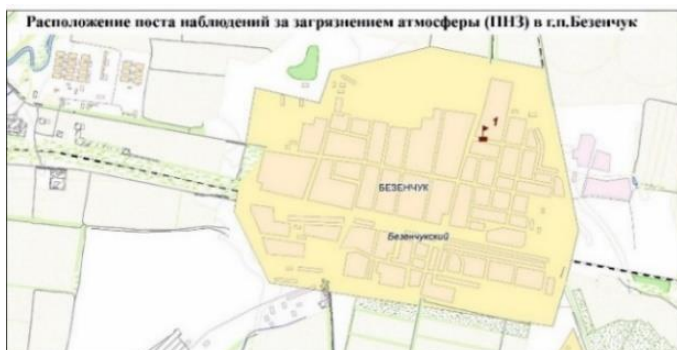 Расположение поста наблюдений за загрязнением атмосферы (ПНЗ) в г.п.Безенчук
1
БЕЗЕНЧУК
Безенчукский